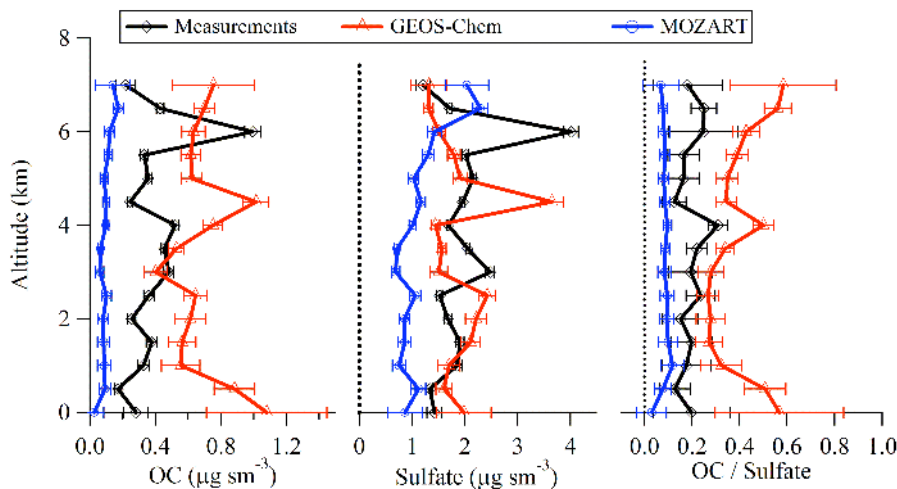 Measurements GEOS-Chem MOZART
8
6
4
2
0
Altitude (km)
0.0 0.4 0.8 1.2
OC (μg sm⁻³)
0 1 2 3 4
Sulfate (μg sm⁻³)
0.0 0.2 0.4 0.6 0.8 1.0
OC / Sulfate